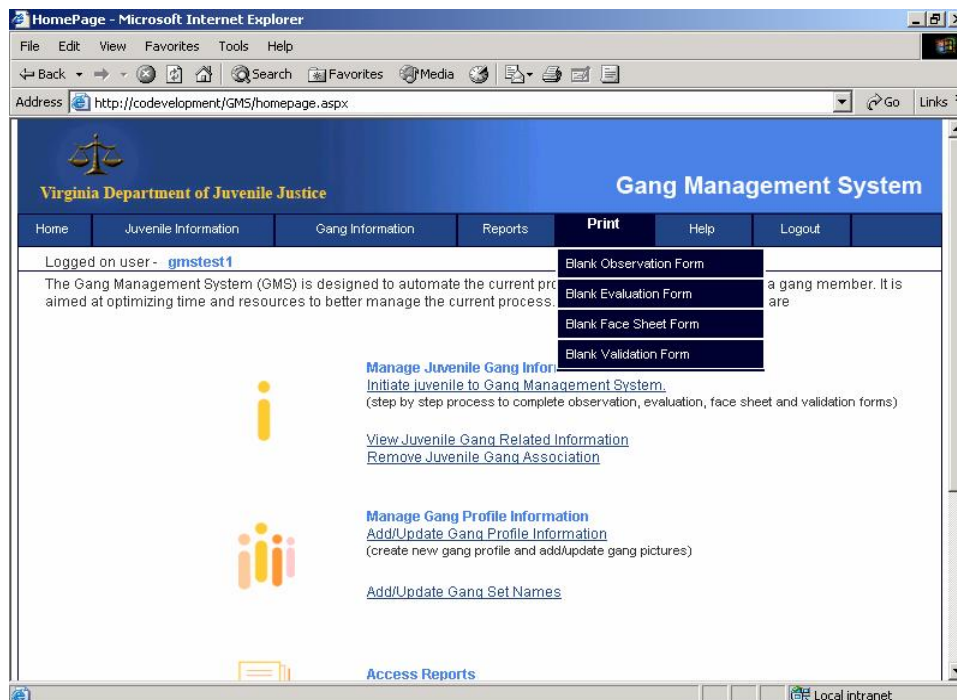 HomePage - Microsoft Internet Explorer
File Edit View Favorites Tools Help
Back Search Favorites Media
Address http://codevelopment/GMS/homepage.aspx Go Links
Virginia Department of Juvenile Justice
Gang Management System
Home Juvenile Information Gang Information Reports Print Help Logout
Logged on user - gmstest1
Blank Observation Form
Blank Evaluation Form
Blank Face Sheet Form
Blank Validation Form
The Gang Management System (GMS) is designed to automate the current pro a gang member. It is
aimed at optimizing time and resources to better manage the current process. are
Manage Juvenile Gang Infor
Initiate juvenile to Gang Management System.
(step by step process to complete observation, evaluation, face sheet and validation forms)
View Juvenile Gang Related Information
Remove Juvenile Gang Association
Manage Gang Profile Information
Add/Update Gang Profile Information
(create new gang profile and add/update gang pictures)
Add/Update Gang Set Names
Access Reports
Local intranet